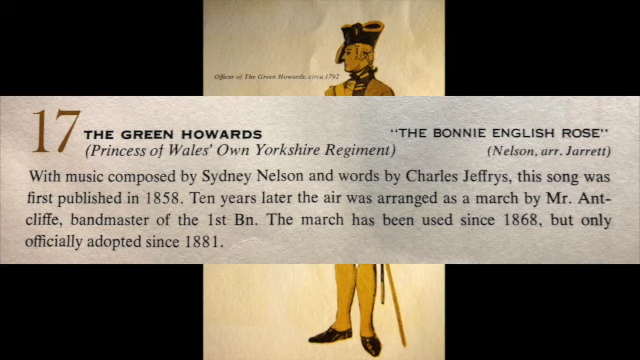 Officer of The Green Howards, circa 1792
17
THE GREEN HOWARDS "THE BONNIE ENGLISH ROSE"
(Princess of Wales' Own Yorkshire Regiment) (Nelson, arr. Jarrett)
With music composed by Sydney Nelson and words by Charles Jeffrys, this song was
first published in 1858. Ten years later the air was arranged as a march by Mr. Ant-
cliffe, bandmaster of the 1st Bn. The march has been used since 1868, but only
officially adopted since 1881.